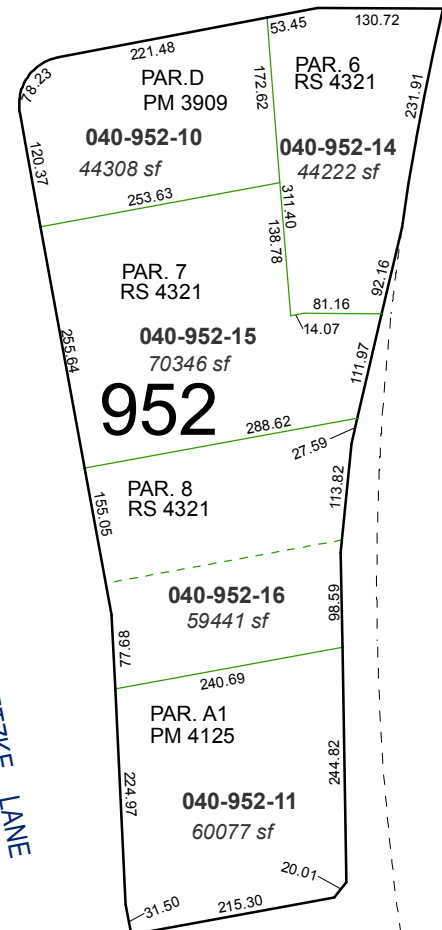 53.45
130.72
221.48
PAR. 6
RS 4321
PAR.D
PM 3909
78.23
172.62
231.91
040-952-10
44308 sf
040-952-14
44222 sf
120.37
253.63
311.40
138.78
PAR. 7
RS 4321
92.16
81.16
14.07
040-952-15
70346 sf
255.64
111.97
952
288.62
27.59
PAR. 8
RS 4321
155.05
113.82
040-952-16
59441 sf
98.59
77.68
240.69
PAR. A1
PM 4125
244.82
224.97
040-952-11
60077 sf
20.01
31.50
215.30
LANE